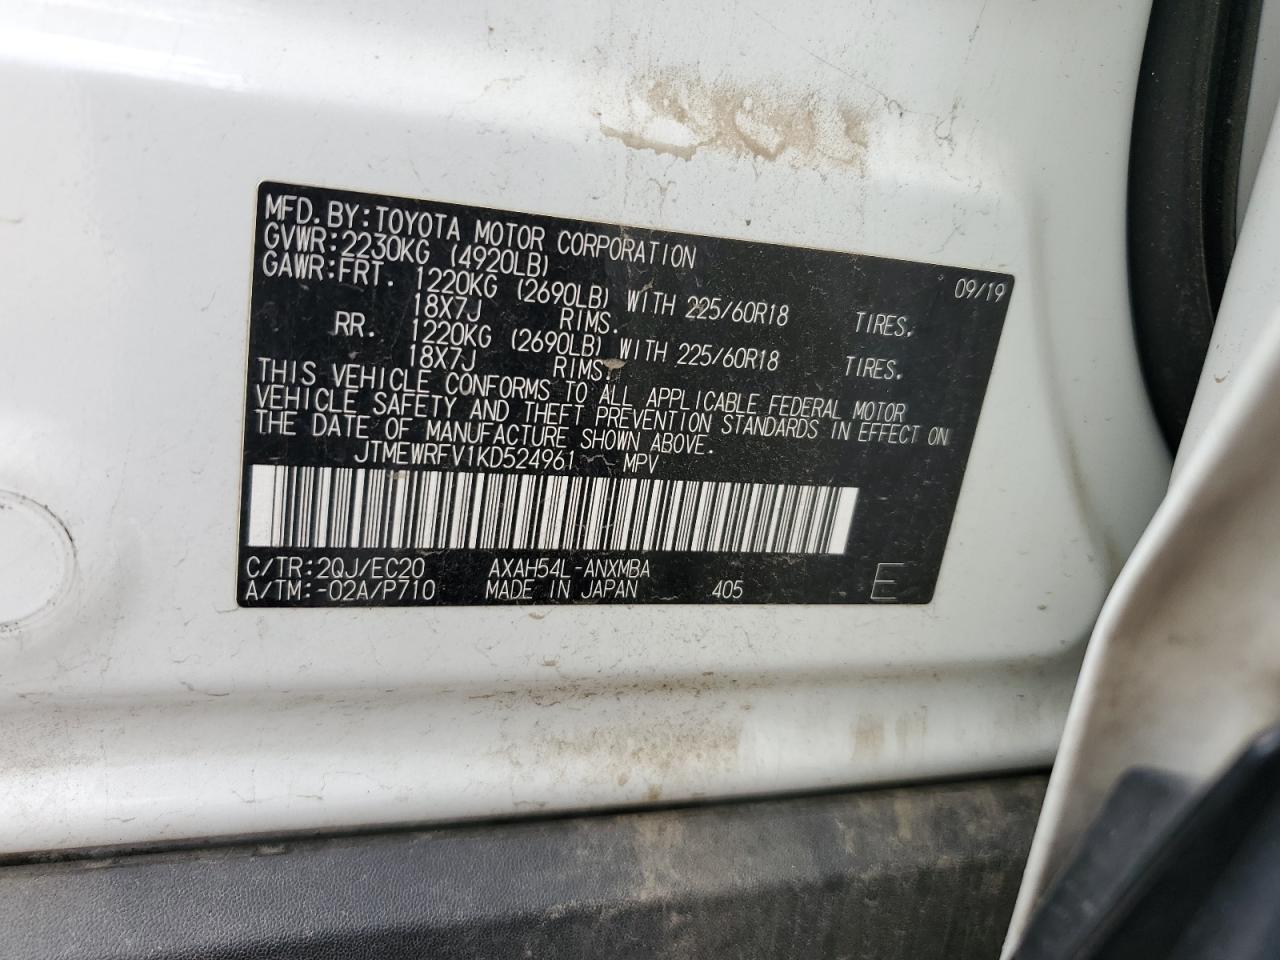 MFD. BY: TOYOTA MOTOR CORPORATION 09/19
GVWR: 2230KG (4920LB)
GAWR: FRT. 1220KG (2690LB) WITH 225/60R18 TIRES.
18X7J RIMS.
RR. 1220KG (2690LB) WITH 225/60R18 TIRES.
18X7J RIMS.
THIS VEHICLE CONFORMS TO ALL APPLICABLE FEDERAL MOTOR
VEHICLE SAFETY AND THEFT PREVENTION STANDARDS IN EFFECT ON
THE DATE OF MANUFACTURE SHOWN ABOVE.
JTMEWRFV1KD524961 MPV
C/TR: 2QJ/EC20 AXAH54L-ANXMBA
A/TM: -02A/P710 MADE IN JAPAN 405 E